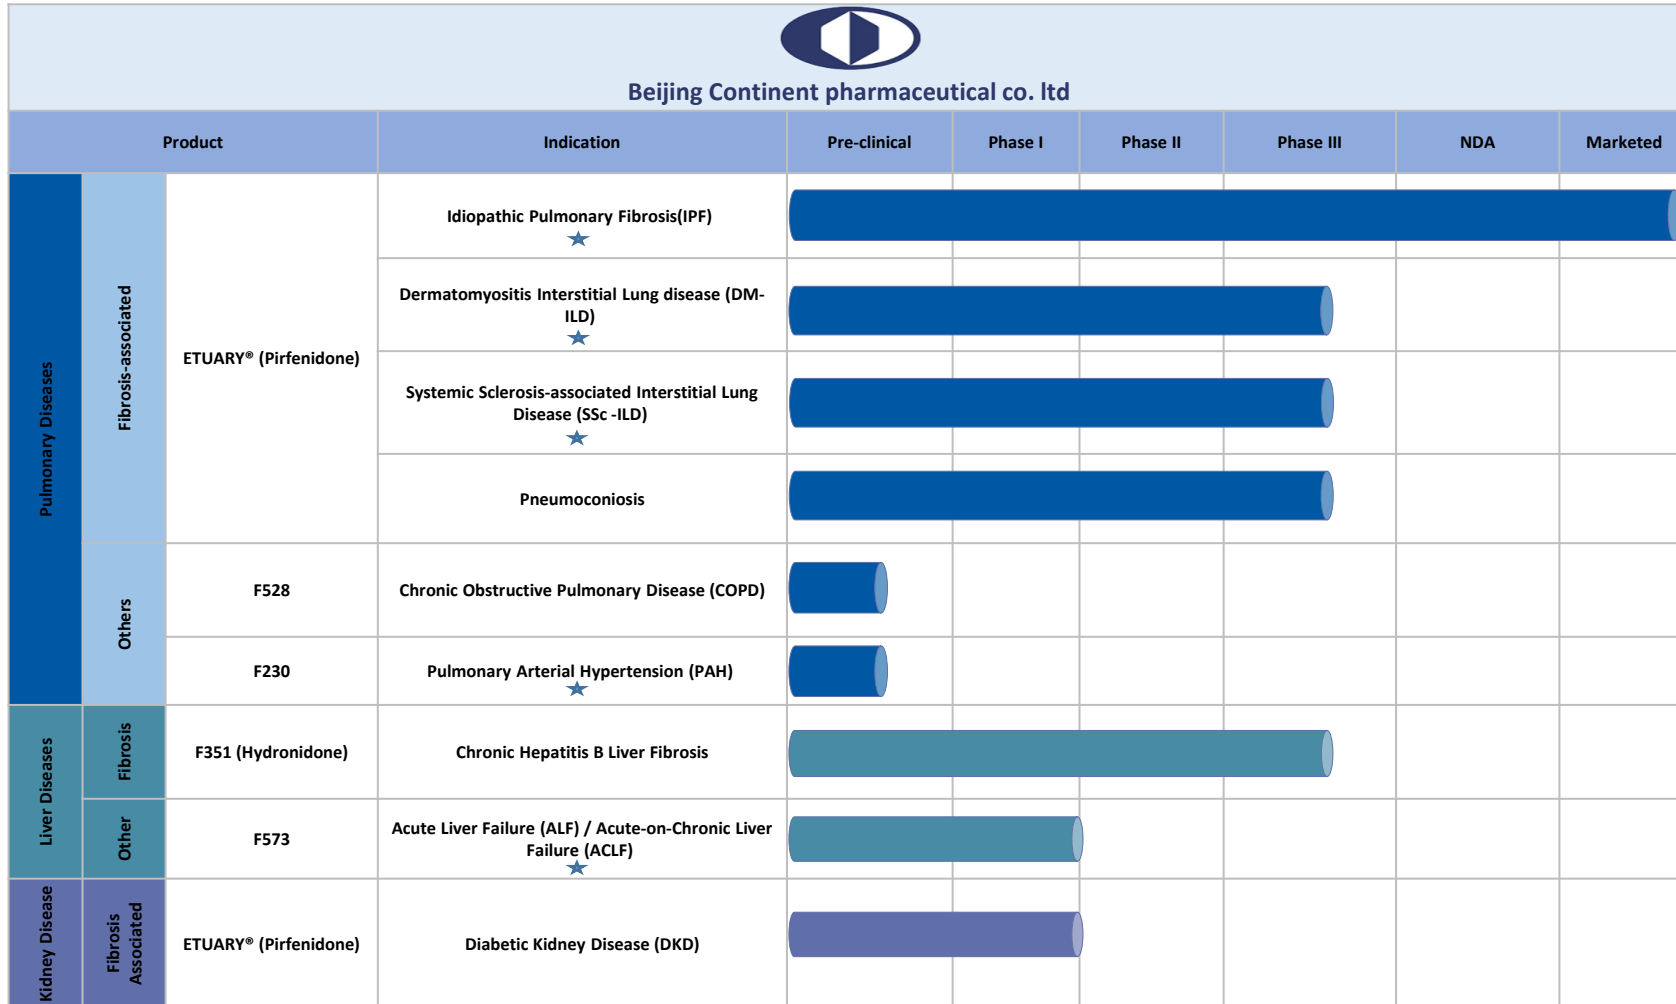 Beijing Continent pharmaceutical co. ltd
Product
Indication
Pre-clinical
Phase I
Phase II
Phase III
NDA
Marketed
Pulmonary Diseases
Fibrosis-associated
ETUARY® (Pirfenidone)
Idiopathic Pulmonary Fibrosis(IPF)
Dermatomyositis Interstitial Lung disease (DM-
ILD)
Systemic Sclerosis-associated Interstitial Lung
Disease (SSc -ILD)
Pneumoconiosis
Others
F528
Chronic Obstructive Pulmonary Disease (COPD)
F230
Pulmonary Arterial Hypertension (PAH)
Liver Diseases
Fibrosis
F351 (Hydronidone)
Chronic Hepatitis B Liver Fibrosis
Other
F573
Acute Liver Failure (ALF) / Acute-on-Chronic Liver
Failure (ACLF)
Kidney Disease
Fibrosis
Associated
ETUARY® (Pirfenidone)
Diabetic Kidney Disease (DKD)